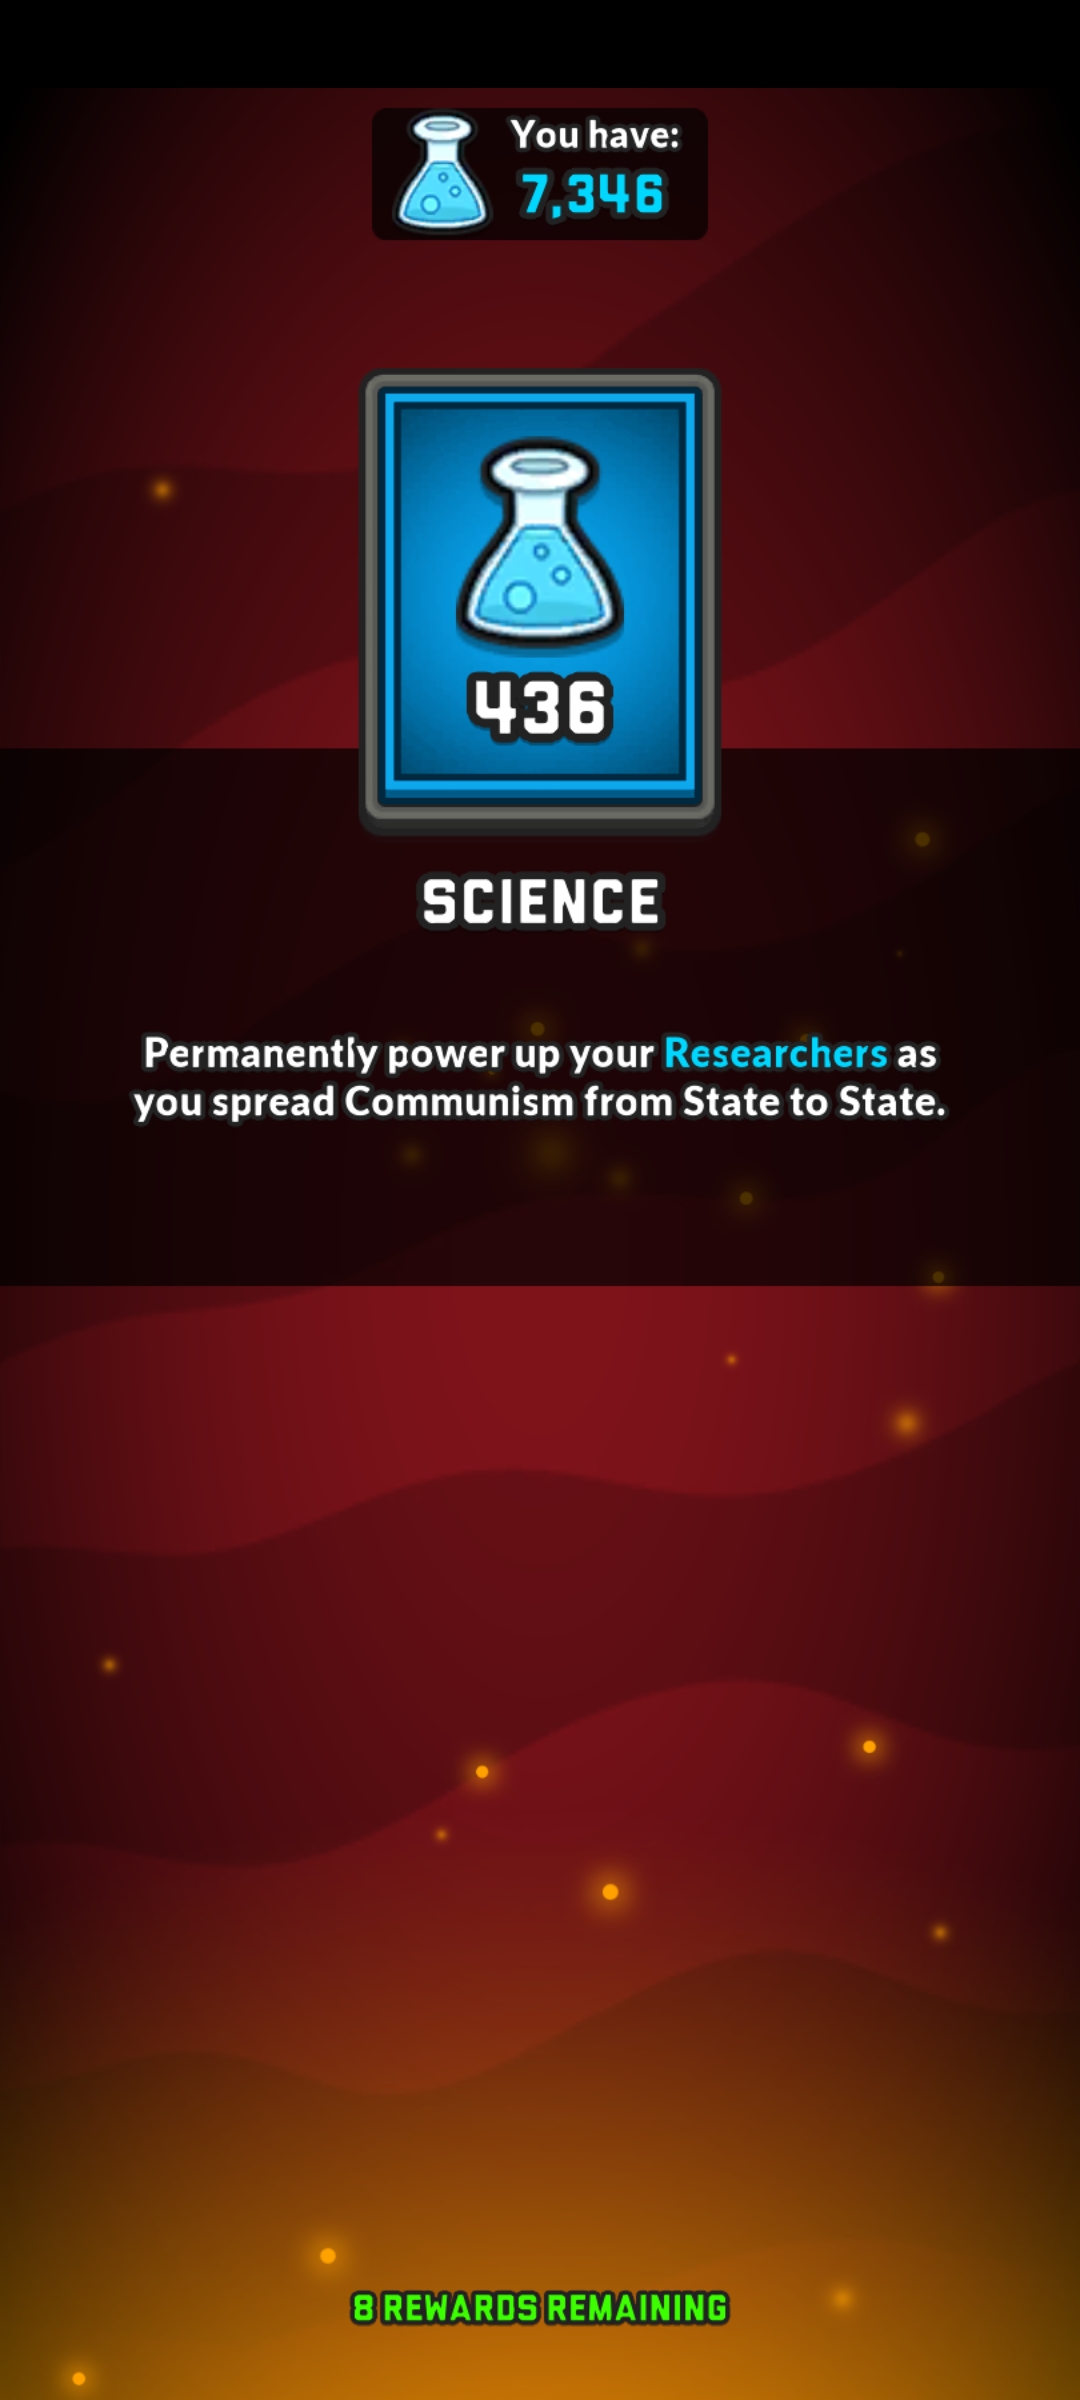 You have:
7,346
436
SCIENCE
Permanently power up your Researchers as
you spread Communism from State to State.
8 REWARDS REMAINING